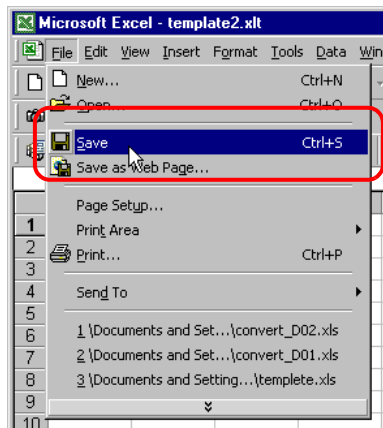 Microsoft Excel - template2.xlt
File Edit View Insert Format Tools Data Win
New... Ctrl+N
Open... Ctrl+O
Save Ctrl+S
Save as Web Page...
Page Setup...
1 Print Area
2 Print... Ctrl+P
3
4 Send To
5
6 1 \Documents and Set...\convert_D02.xls
7 2 \Documents and Set...\convert_D01.xls
8 3 \Documents and Setting...\templete.xls
9
10